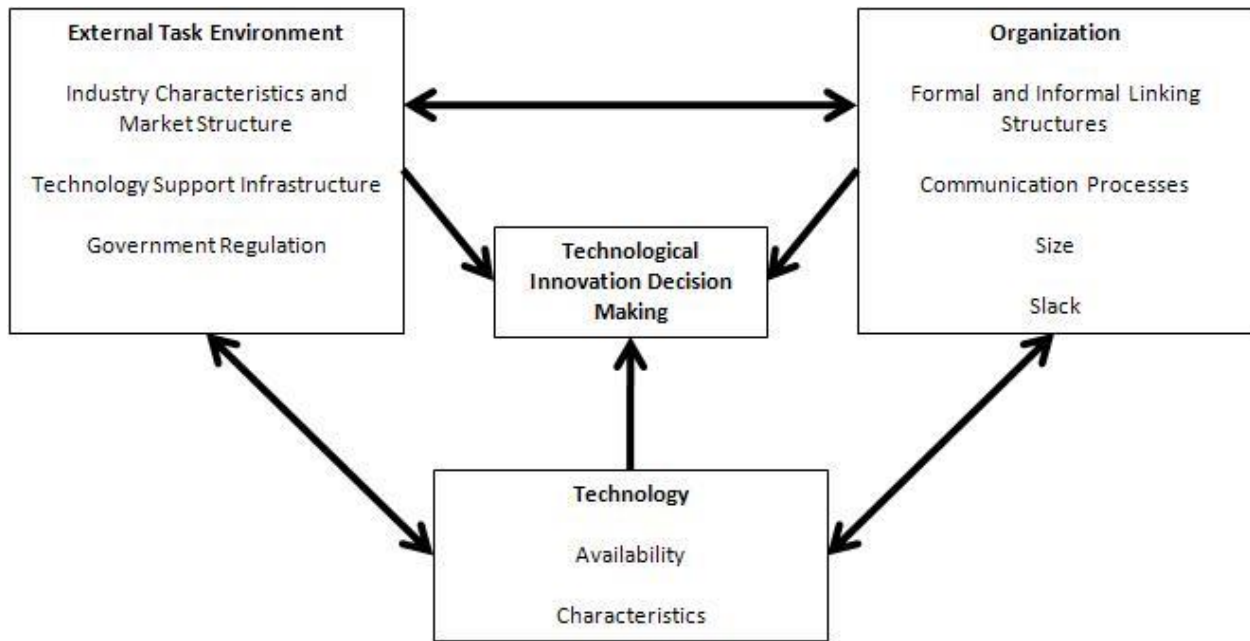 External Task Environment
Industry Characteristics and
Market Structure
Technology Support Infrastructure
Government Regulation
Organization
Formal and Informal Linking
Structures
Communication Processes
Size
Slack
Technological
Innovation Decision
Making
Technology
Availability
Characteristics